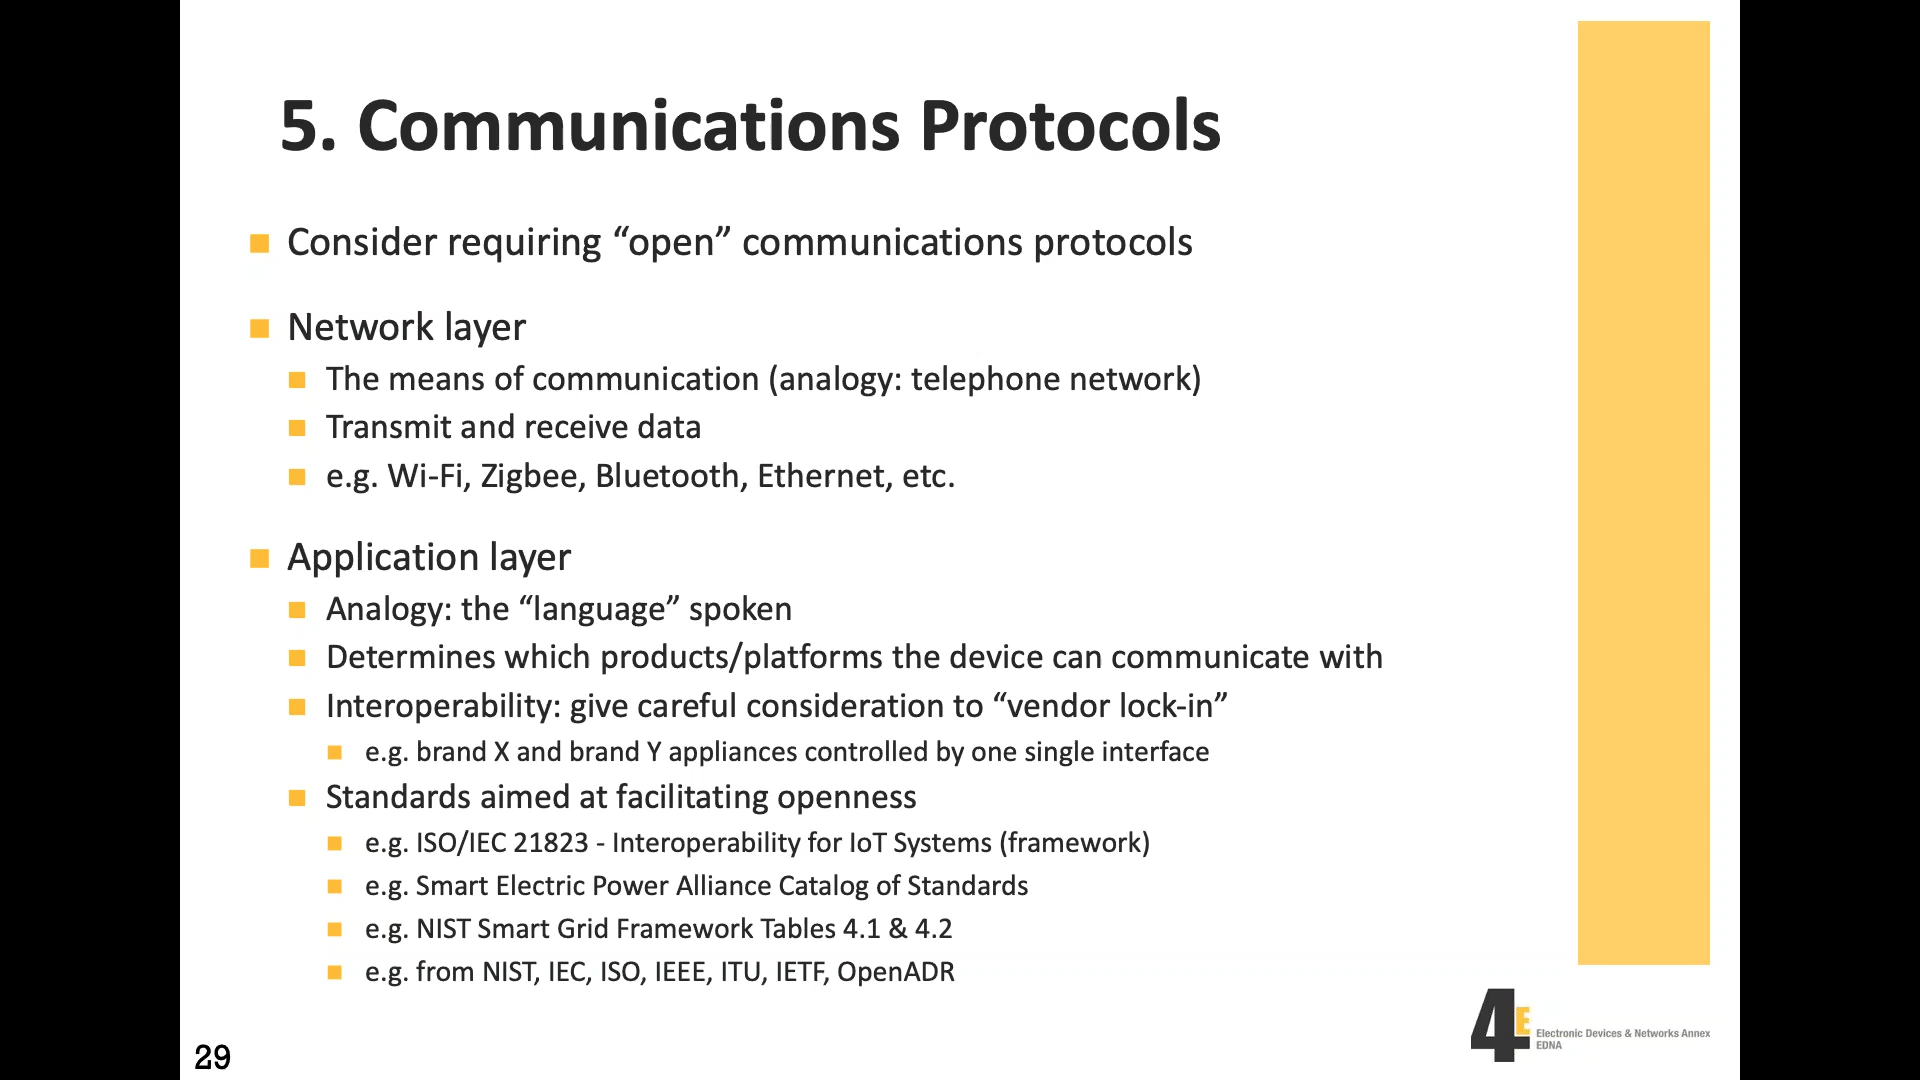 5. Communications Protocols
Consider requiring “open” communications protocols
Network layer
The means of communication (analogy: telephone network)
Transmit and receive data
e.g. Wi-Fi, Zigbee, Bluetooth, Ethernet, etc.
Application layer
Analogy: the “language” spoken
Determines which products/platforms the device can communicate with
Interoperability: give careful consideration to “vendor lock-in”
e.g. brand X and brand Y appliances controlled by one single interface
Standards aimed at facilitating openness
e.g. ISO/IEC 21823 - Interoperability for IoT Systems (framework)
e.g. Smart Electric Power Alliance Catalog of Standards
e.g. NIST Smart Grid Framework Tables 4.1 & 4.2
e.g. from NIST, IEC, ISO, IEEE, ITU, IETF, OpenADR
4E
Electronic Devices & Networks Annex
EDNA
29